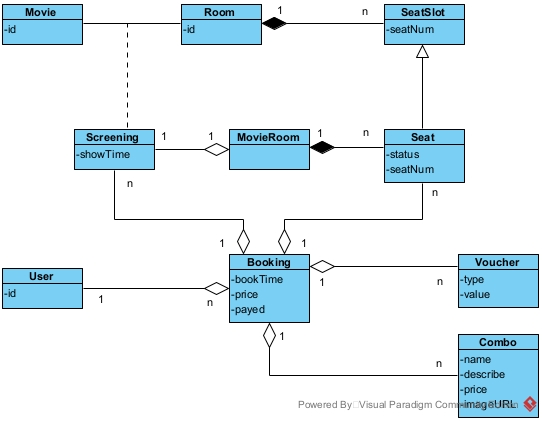 Movie
-id
Room
-id
1
n
SeatSlot
-seatNum
Screening
-showTime
1
1
MovieRoom
1
n
Seat
-status
-seatNum
n
n
1
1
Booking
-bookTime
-price
-payed
User
-id
1
n
1
n
Voucher
-type
-value
1
n
Combo
-name
-describe
-price
-imageURL
Powered By Visual Paradigm Community Edition